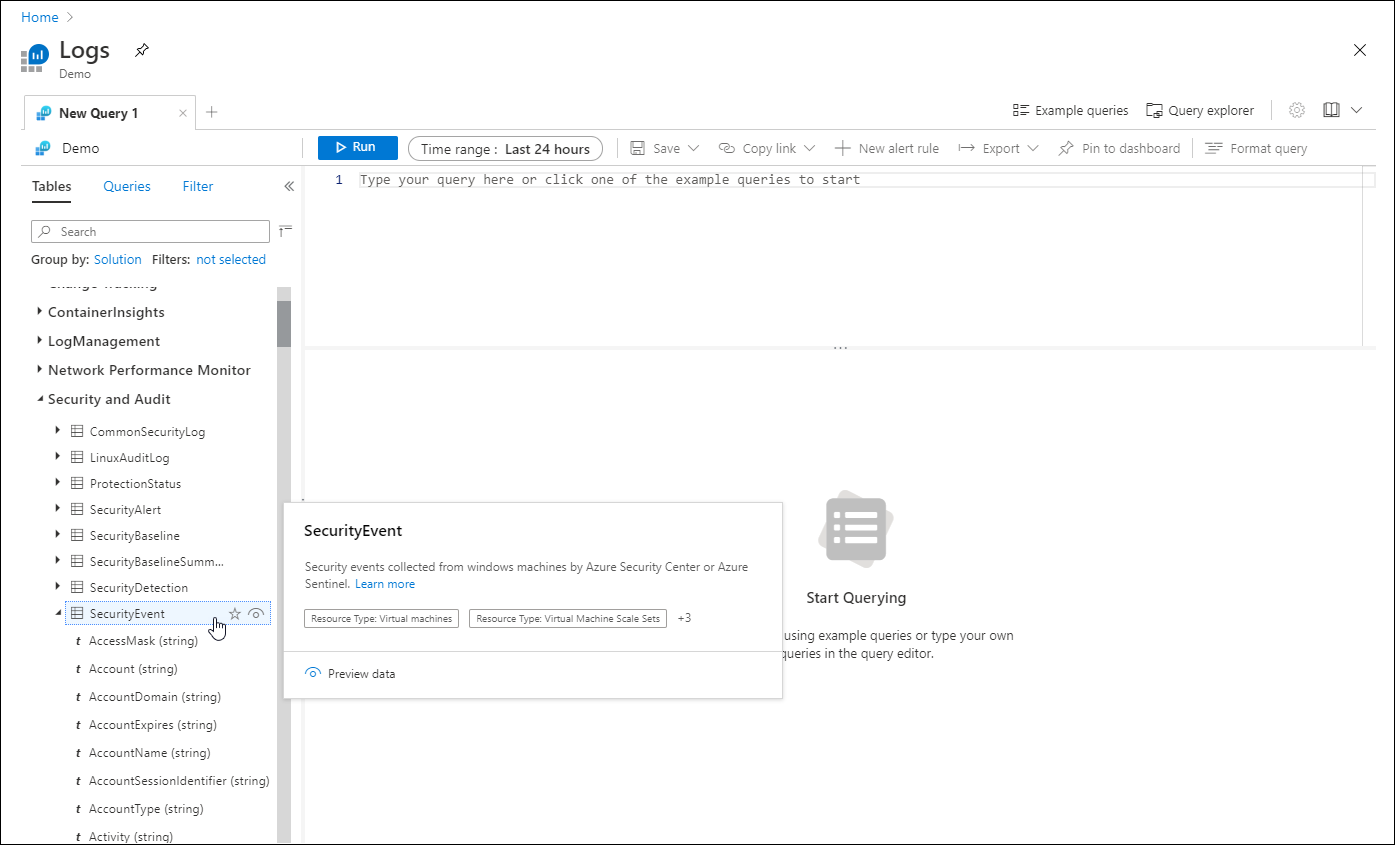 Home
Logs
Demo
New Query 1
Example queries
Query explorer
Demo
Run
Time range : Last 24 hours
Save
Copy link
New alert rule
Export
Pin to dashboard
Format query
Tables
Queries
Filter
1 Type your query here or click one of the example queries to start
Search
Group by: Solution Filters: not selected
Change Tracking
ContainerInsights
LogManagement
Network Performance Monitor
Security and Audit
CommonSecurityLog
LinuxAuditLog
ProtectionStatus
SecurityAlert
SecurityBaseline
SecurityBaselineSumm...
SecurityDetection
SecurityEvent
t AccessMask (string)
t Account (string)
t AccountDomain (string)
t AccountExpires (string)
t AccountName (string)
t AccountSessionIdentifier (string)
t AccountType (string)
t Activity (string)
SecurityEvent
Security events collected from windows machines by Azure Security Center or Azure
Sentinel. Learn more
Resource Type: Virtual machines
Resource Type: Virtual Machine Scale Sets
+3
Preview data
Start Querying
using example queries or type your own
queries in the query editor.